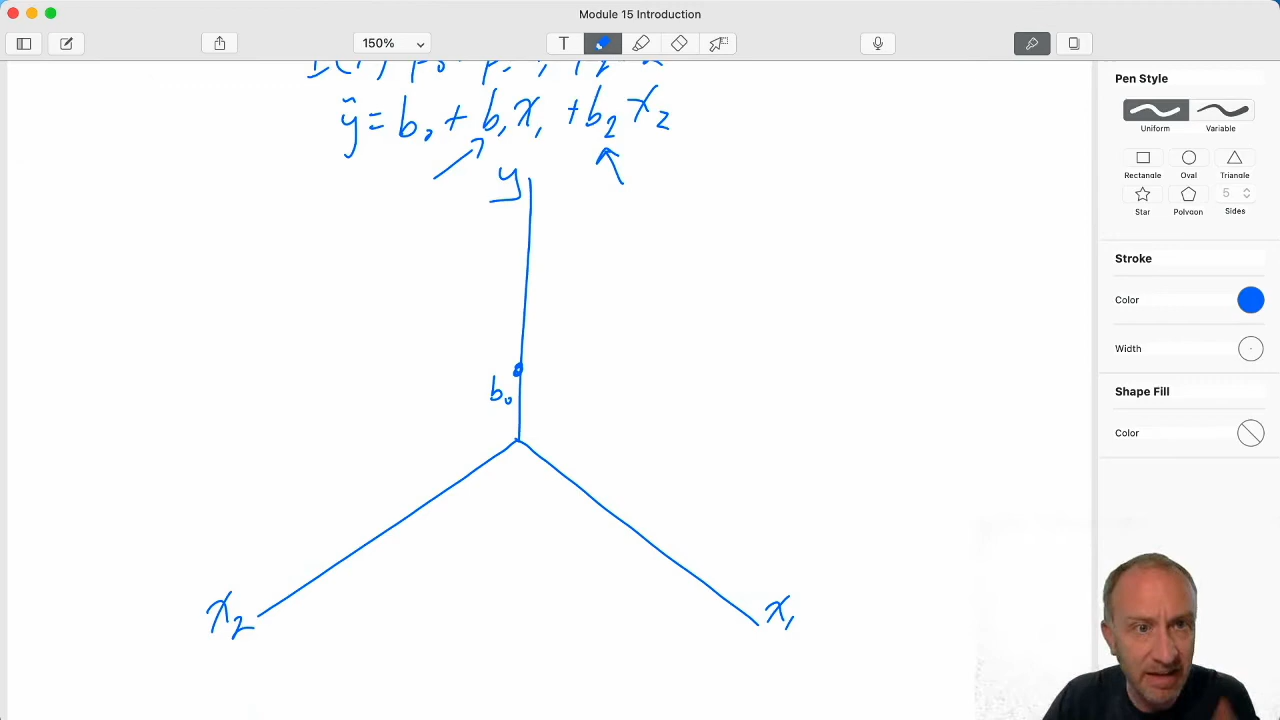 Module 15 Introduction
150%
T
ŷ = b₀ + b₁x₁ + b₂x₂
y
b₀
x₂
x₁
Pen Style
Uniform Variable
Rectangle Oval Triangle
5
Star Polygon Sides
Stroke
Color
Width
Shape Fill
Color